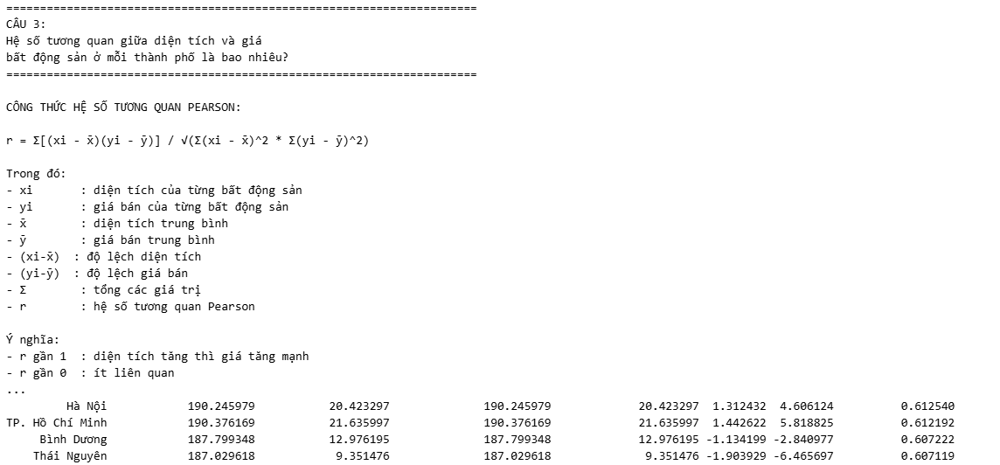 ======================================================================
CÂU 3:
Hệ số tương quan giữa diện tích và giá
bất động sản ở mỗi thành phố là bao nhiêu?
======================================================================
CÔNG THỨC HỆ SỐ TƯƠNG QUAN PEARSON:
r = Σ[(xi - x̄)(yi - ȳ)] / √(Σ(xi - x̄)^2 * Σ(yi - ȳ)^2)
Trong đó:
- xi       : diện tích của từng bất động sản
- yi       : giá bán của từng bất động sản
- x̄        : diện tích trung bình
- ȳ        : giá bán trung bình
- (xi-x̄)  : độ lệch diện tích
- (yi-ȳ)  : độ lệch giá bán
- Σ        : tổng các giá trị
- r        : hệ số tương quan Pearson
Ý nghĩa:
- r gần 1  : diện tích tăng thì giá tăng mạnh
- r gần 0  : ít liên quan
...
Hà Nội 190.245979 20.423297 190.245979 20.423297 1.312432 4.606124 0.612540
TP. Hồ Chí Minh 190.376169 21.635997 190.376169 21.635997 1.442622 5.818825 0.612192
Bình Dương 187.799348 12.976195 187.799348 12.976195 -1.134199 -2.840977 0.607222
Thái Nguyên 187.029618 9.351476 187.029618 9.351476 -1.903929 -6.465697 0.607119